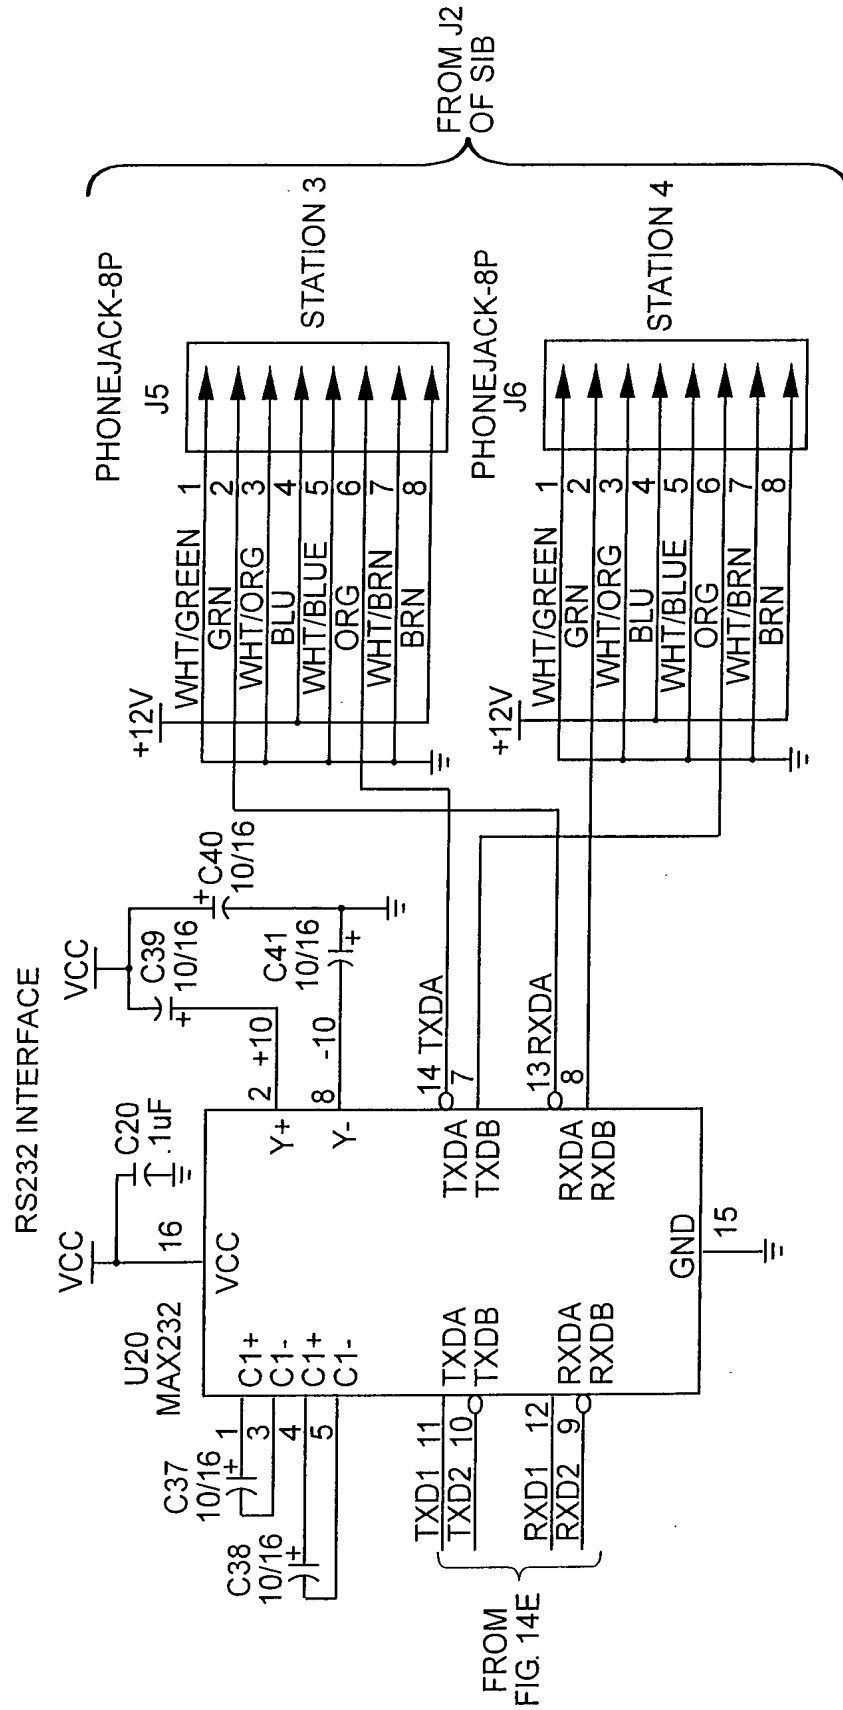 RS232 INTERFACE
VCC
C20
.1uF
16
VCC
U20
MAX232
VCC
C39
10/16
C40
10/16
C41
10/16
2
+10
8
-10
Y+
Y-
C37
10/16
C38
10/16
1
3
4
5
C1+
C1-
C1+
C1-
TXD1
11
TXD2
10
RXD1
12
RXD2
9
TXDA
TXDB
RXDA
RXDB
TXDA
TXDB
RXDA
RXDB
14 TXDA
7
13 RXDA
8
GND
15
FROM
FIG. 14E
PHONEJACK-8P
J5
STATION 3
+12V
WHT/GREEN 1
GRN 2
WHT/ORG 3
BLU 4
WHT/BLUE 5
ORG 6
WHT/BRN 7
BRN 8
PHONEJACK-8P
J6
STATION 4
+12V
WHT/GREEN 1
GRN 2
WHT/ORG 3
BLU 4
WHT/BLUE 5
ORG 6
WHT/BRN 7
BRN 8
FROM J2
OF SIB
+
+
+
+
+